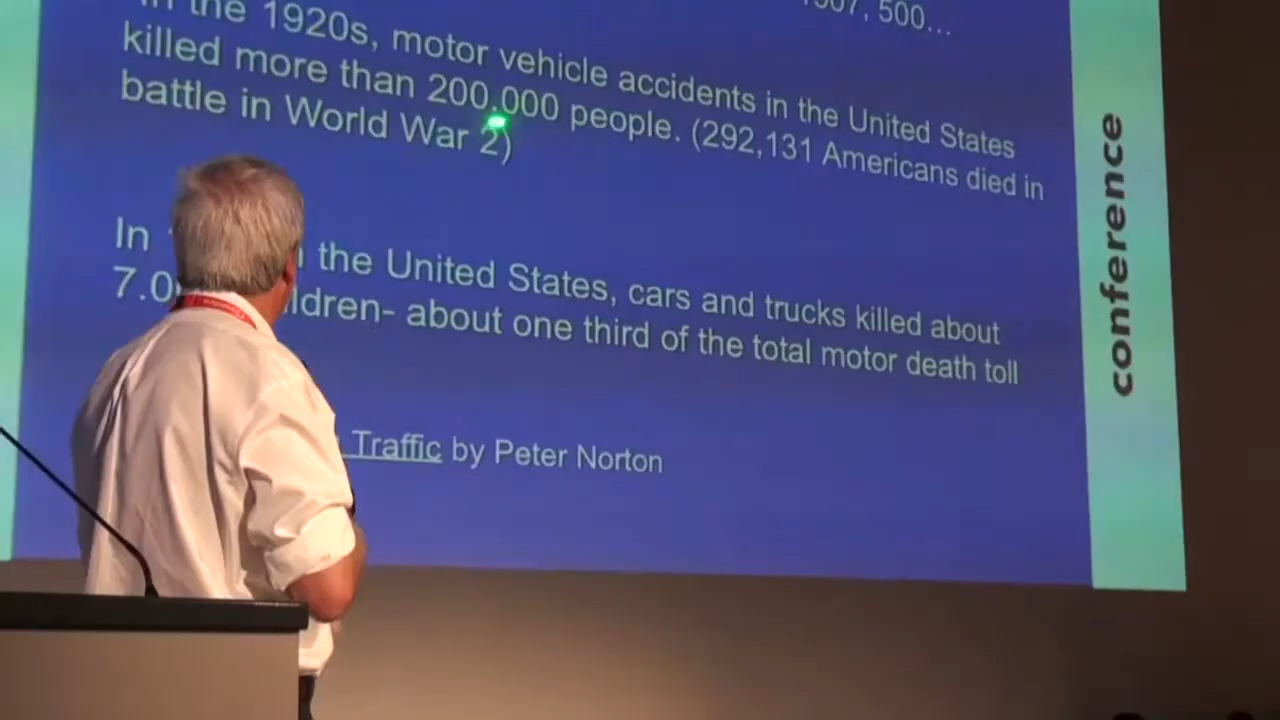 1907, 500...
In the 1920s, motor vehicle accidents in the United States
killed more than 200.000 people. (292,131 Americans died in
battle in World War 2)
In the United States, cars and trucks killed about
7.0 ldren- about one third of the total motor death toll
Traffic by Peter Norton
conference